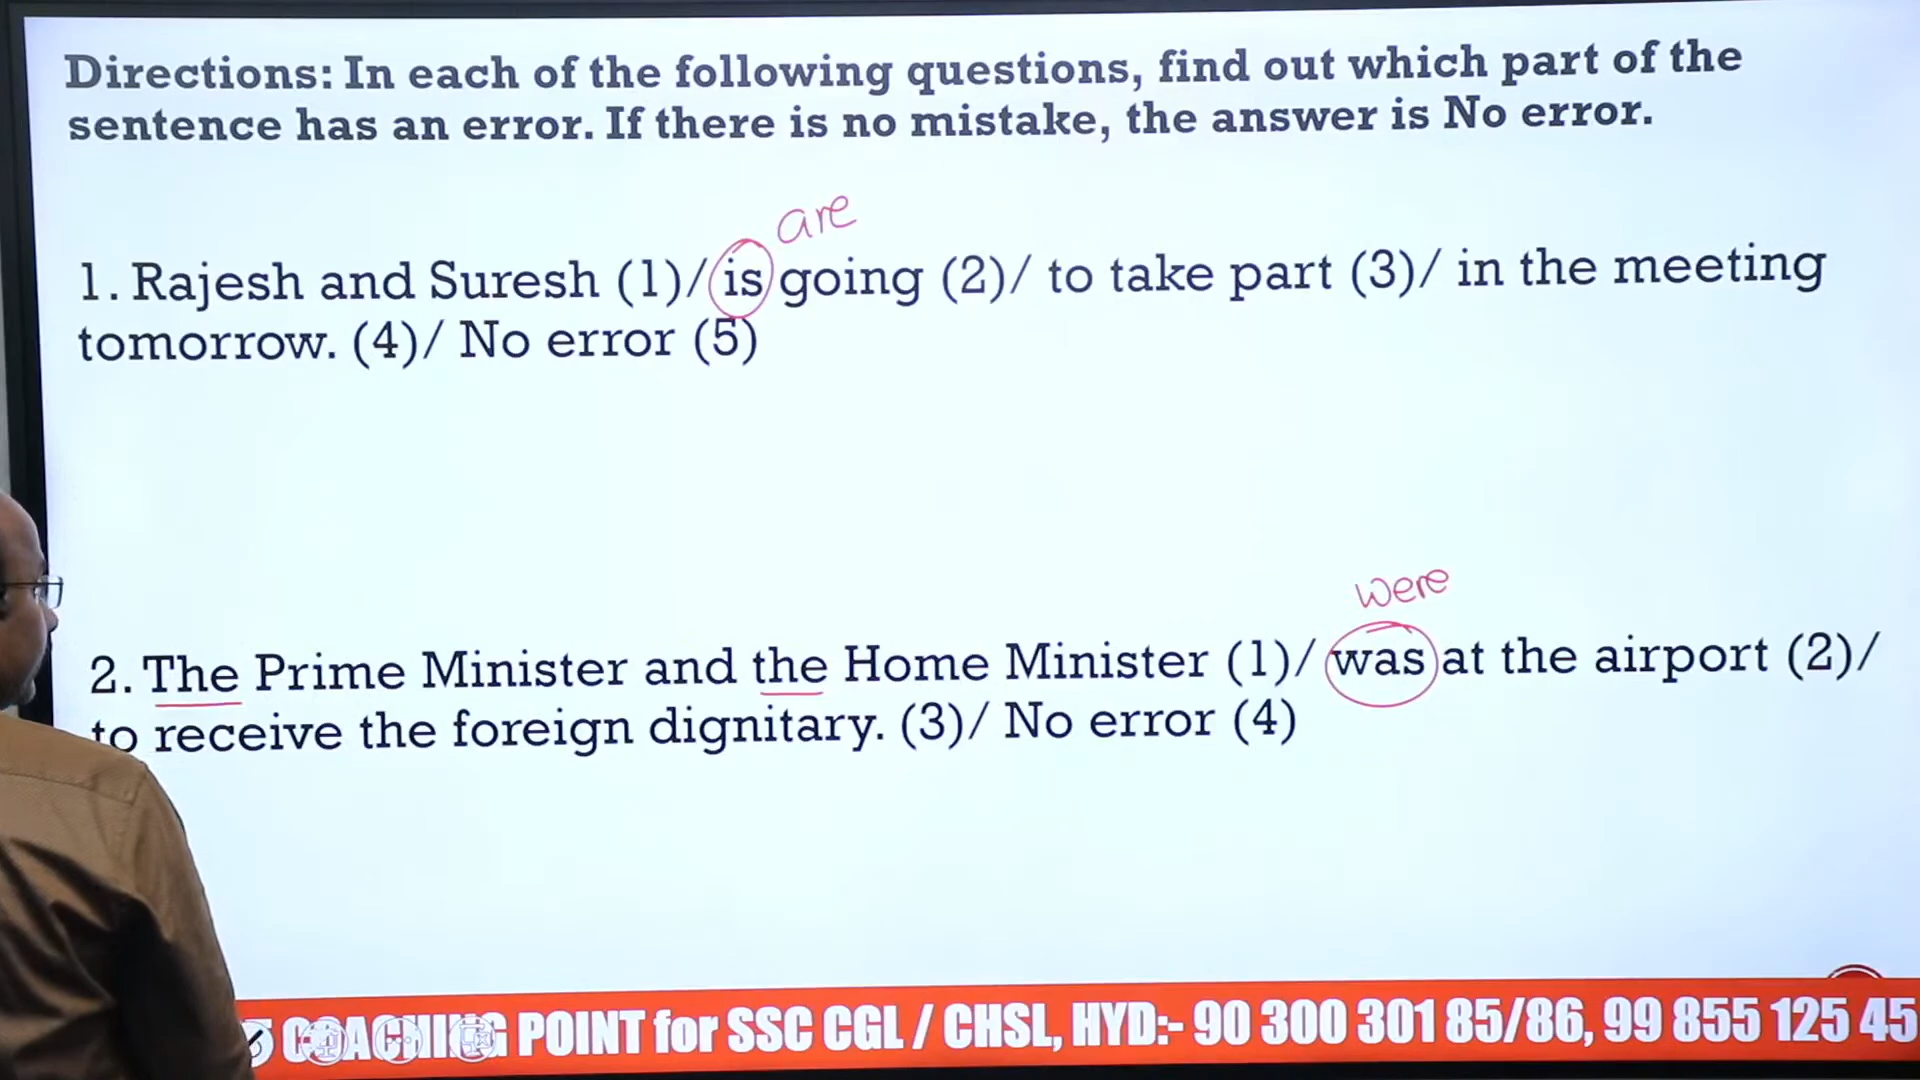 Directions: In each of the following questions, find out which part of the
sentence has an error. If there is no mistake, the answer is No error.
are
1. Rajesh and Suresh (1)/ is going (2)/ to take part (3)/ in the meeting
tomorrow. (4)/ No error (5)
were
2. The Prime Minister and the Home Minister (1)/ was at the airport (2)/
to receive the foreign dignitary. (3)/ No error (4)
COACHING POINT for SSC CGL / CHSL, HYD:- 90 300 301 85/86, 99 855 125 45